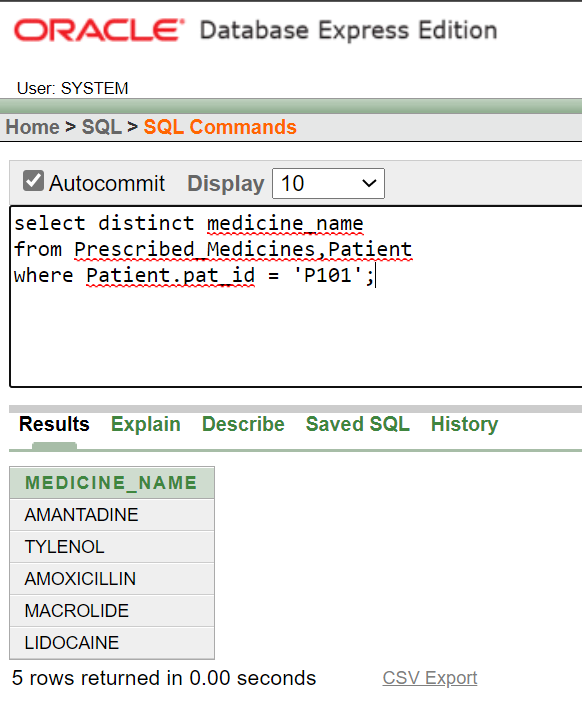 ORACLE Database Express Edition
User: SYSTEM
Home > SQL > SQL Commands
Autocommit Display 10
select distinct medicine_name
from Prescribed_Medicines,Patient
where Patient.pat_id = 'P101';
Results Explain Describe Saved SQL History
MEDICINE_NAME
AMANTADINE
TYLENOL
AMOXICILLIN
MACROLIDE
LIDOCAINE
5 rows returned in 0.00 seconds CSV Export